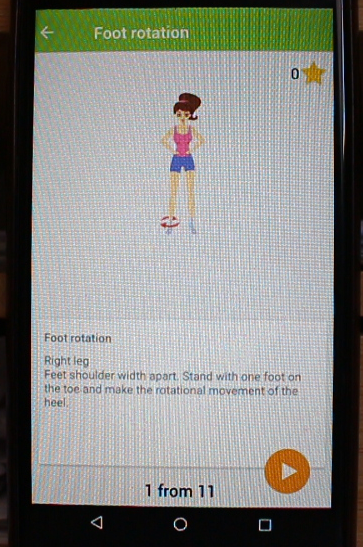 Foot rotation
0
Foot rotation
Right leg
Feet shoulder width apart. Stand with one foot on
the toe and make the rotational movement of the
heel.
1 from 11